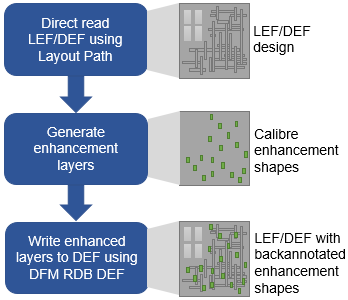 Direct read
LEF/DEF using
Layout Path
LEF/DEF
design
Generate
enhancement
layers
Calibre
enhancement
shapes
Write enhanced
layers to DEF using
DFM RDB DEF
LEF/DEF with
backannotated
enhancement
shapes